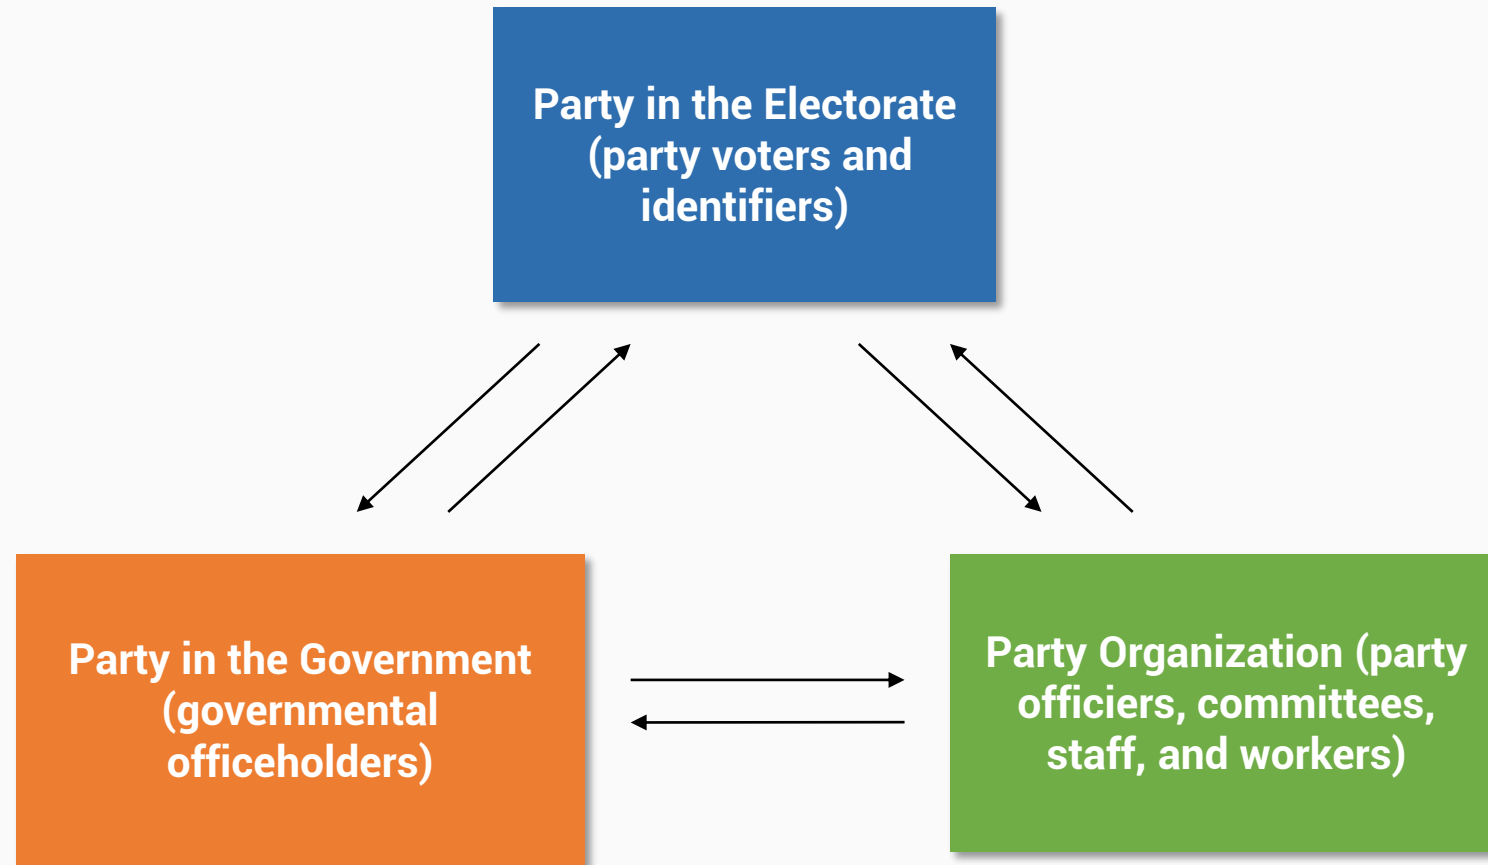 Party in the Electorate
(party voters and
identifiers)
Party in the Government
(governmental
officeholders)
Party Organization (party
officiers, committees,
staff, and workers)